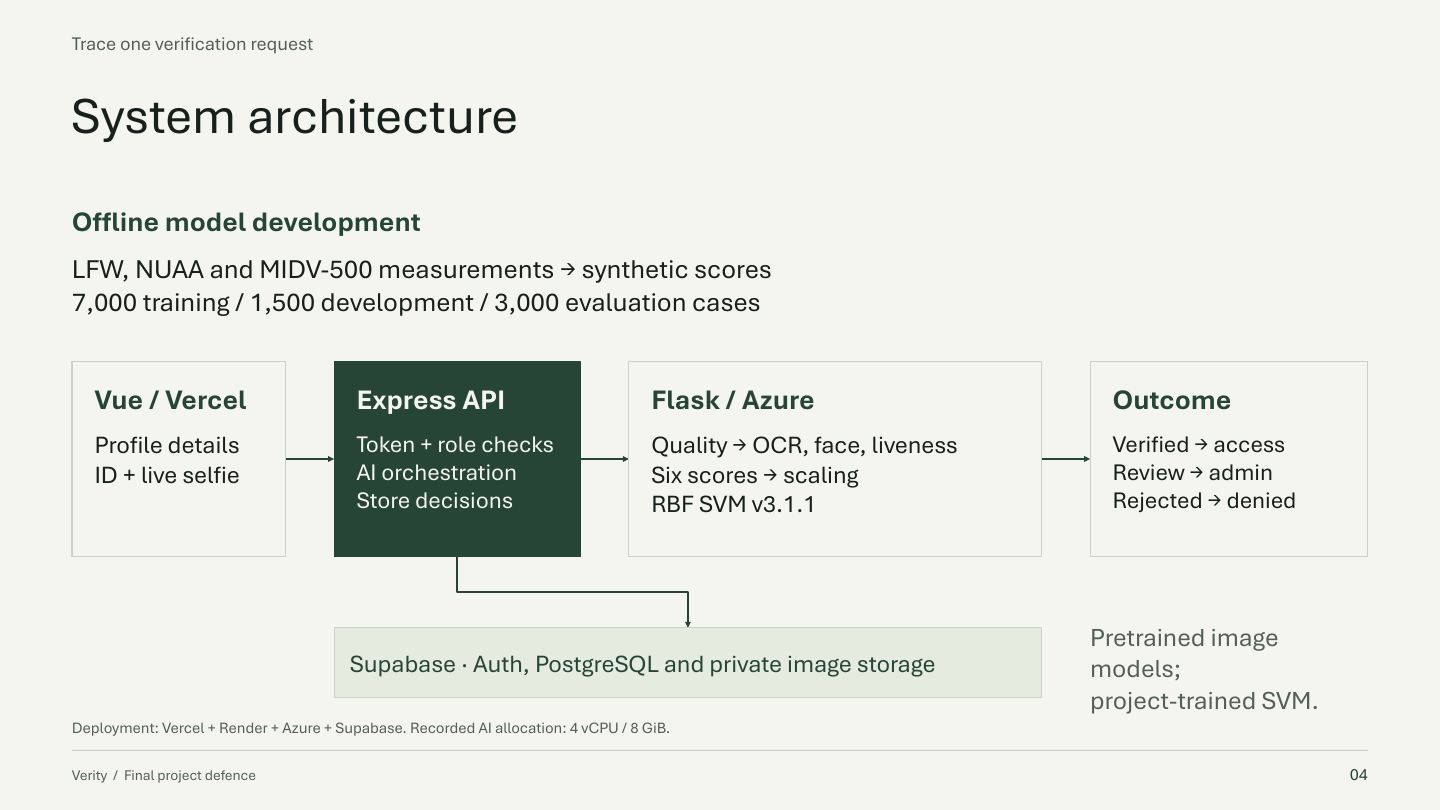 Trace one verification request
System architecture
Offline model development
LFW, NUAA and MIDV-500 measurements → synthetic scores
7,000 training / 1,500 development / 3,000 evaluation cases
Vue / Vercel
Profile details
ID + live selfie
Express API
Token + role checks
AI orchestration
Store decisions
Flask / Azure
Quality → OCR, face, liveness
Six scores → scaling
RBF SVM v3.1.1
Outcome
Verified → access
Review → admin
Rejected → denied
Supabase · Auth, PostgreSQL and private image storage
Pretrained image
models;
project-trained SVM.
Deployment: Vercel + Render + Azure + Supabase. Recorded AI allocation: 4 vCPU / 8 GiB.
Verity / Final project defence
04